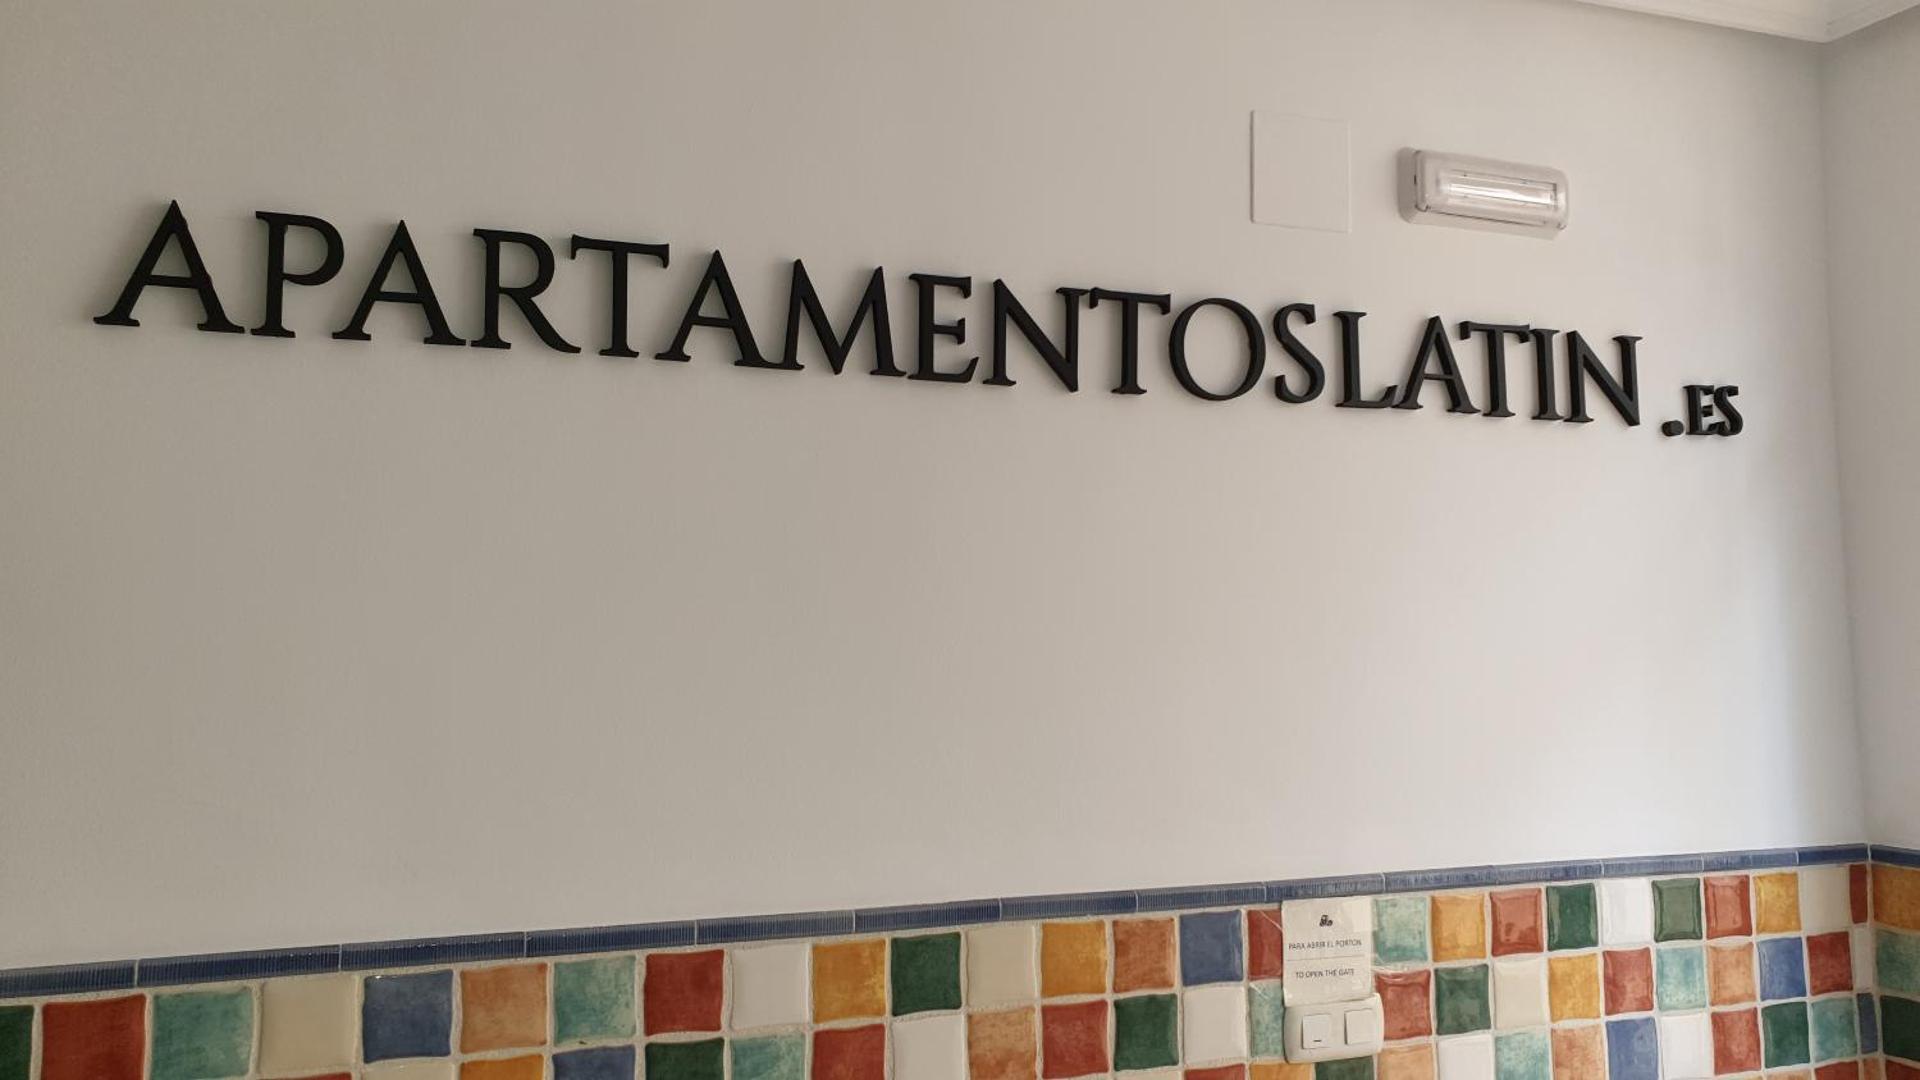 APARTAMENTOSLATIN.ES
PARA ABRIR EL PORTON
TO OPEN THE GATE